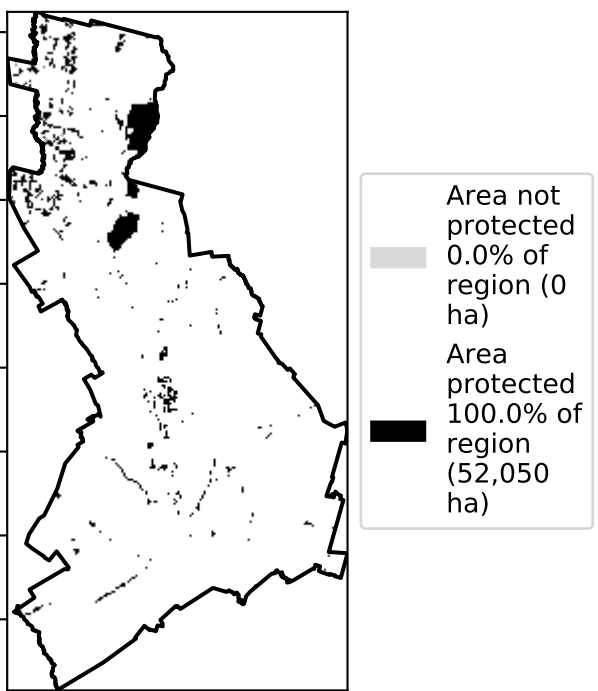 Area not
protected
0.0% of
region (0
ha)
Area
protected
100.0% of
region
(52,050
ha)